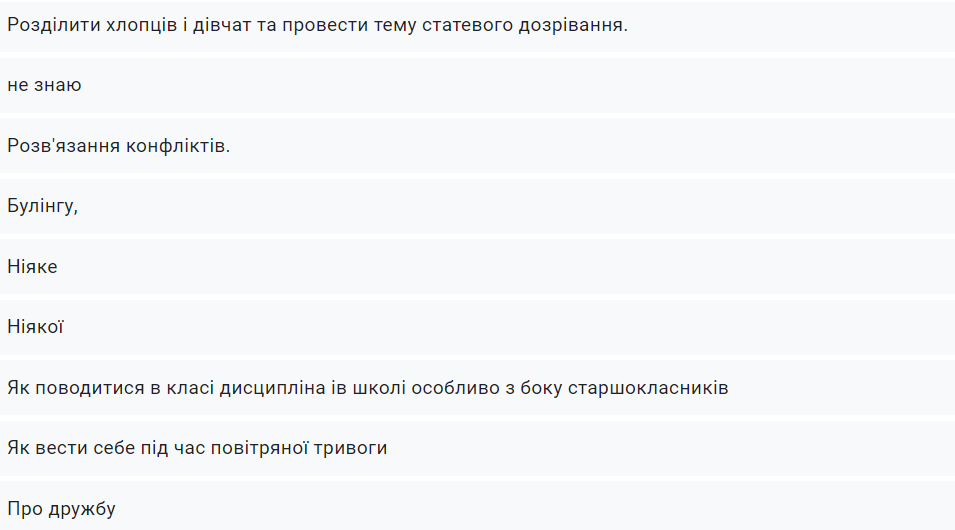 Розділити хлопців і дівчат та провести тему статевого дозрівання.
не знаю
Розв'язання конфліктів.
Булінгу,
Ніяке
Ніякої
Як поводитися в класі дисципліна ів школі особливо з боку старшокласників
Як вести себе під час повітряної тривоги
Про дружбу